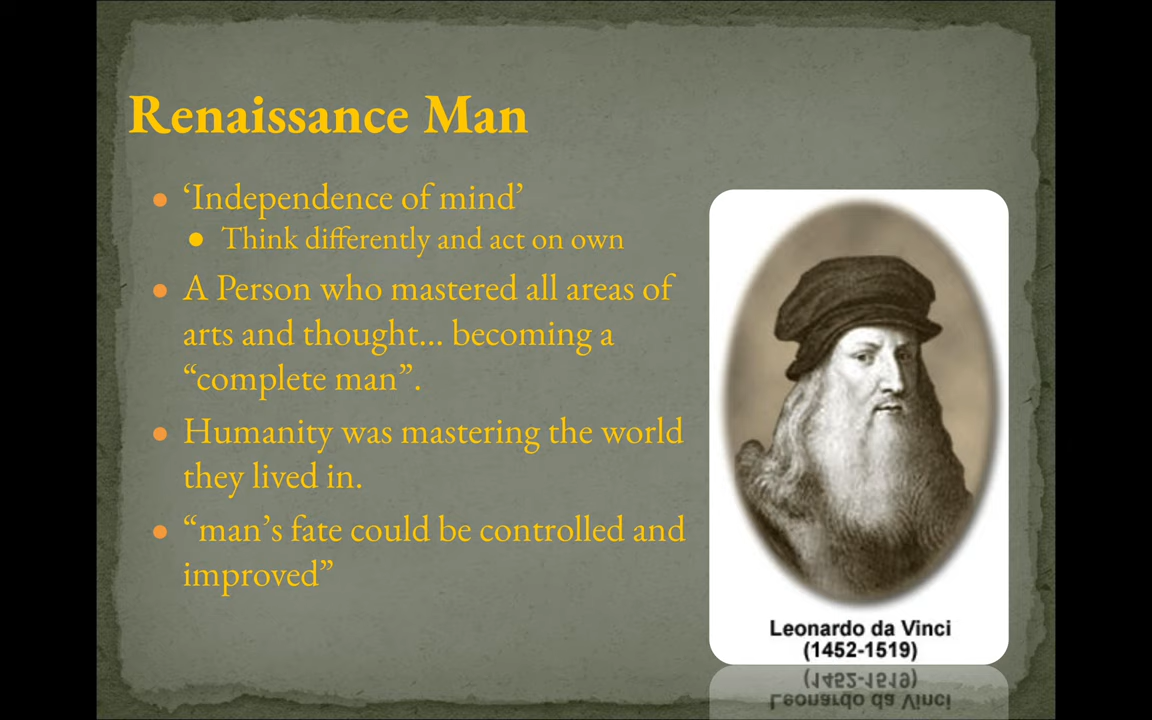 Renaissance Man
‘Independence of mind’
Think differently and act on own
A Person who mastered all areas of
arts and thought... becoming a
“complete man”.
Humanity was mastering the world
they lived in.
“man’s fate could be controlled and
improved”
Leonardo da Vinci
(1452-1519)